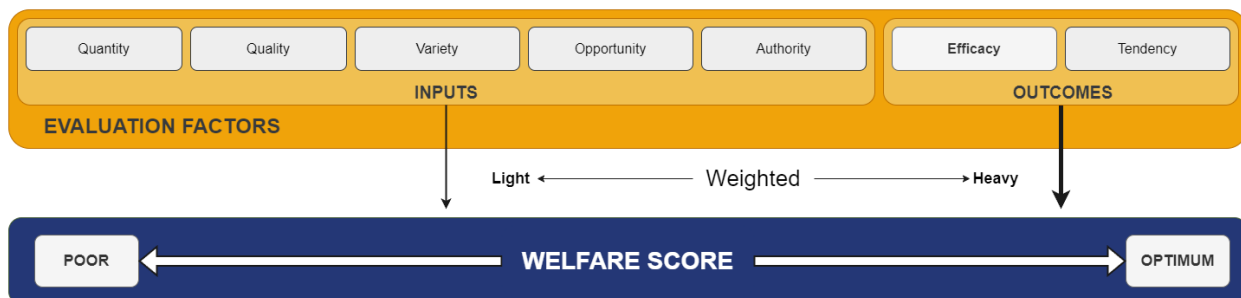 Quantity
Quality
Variety
Opportunity
Authority
Efficacy
Tendency
INPUTS
OUTCOMES
EVALUATION FACTORS
Light
Weighted
Heavy
POOR
WELFARE SCORE
OPTIMUM